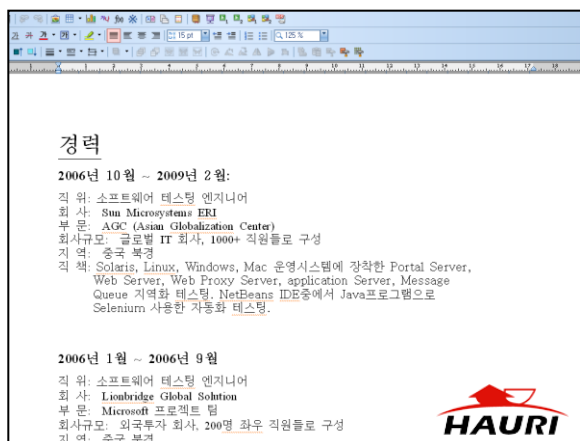 15 pt
125 %
경력
2006년 10월 ~ 2009년 2월:
직 위: 소프트웨어 테스팅 엔지니어
회 사: Sun Microsystems ERI
부 문: AGC (Asian Globalization Center)
회사규모: 글로벌 IT 회사, 1000+ 직원들로 구성
지 역: 중국 북경
직 책: Solaris, Linux, Windows, Mac 운영시스템에 장착한 Portal Server,
Web Server, Web Proxy Server, application Server, Message
Queue 지역화 테스팅. NetBeans IDE중에서 Java프로그램으로
Selenium 사용한 자동화 테스팅.
2006년 1월 ~ 2006년 9월
직 위: 소프트웨어 테스팅 엔지니어
회 사: Lionbridge Global Solution
부 문: Microsoft 프로젝트 팀
회사규모: 외국투자 회사, 200명 좌우 직원들로 구성
지 역: 중국 북경
HAURI